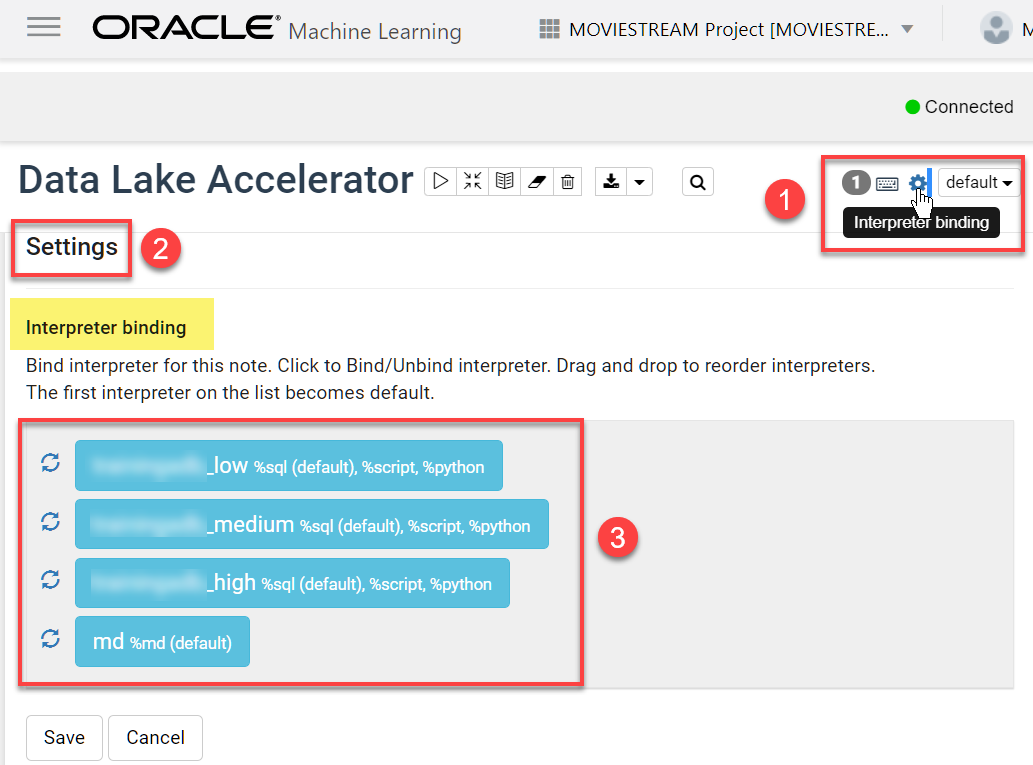 ORACLE Machine Learning MOVIESTREAM Project [MOVIESTRE... M
Connected
Data Lake Accelerator
1
1 default
Interpreter binding
Settings 2
Interpreter binding
Bind interpreter for this note. Click to Bind/Unbind interpreter. Drag and drop to reorder interpreters.
The first interpreter on the list becomes default.
_low %sql (default), %script, %python
_medium %sql (default), %script, %python
3
_high %sql (default), %script, %python
md %md (default)
Save Cancel